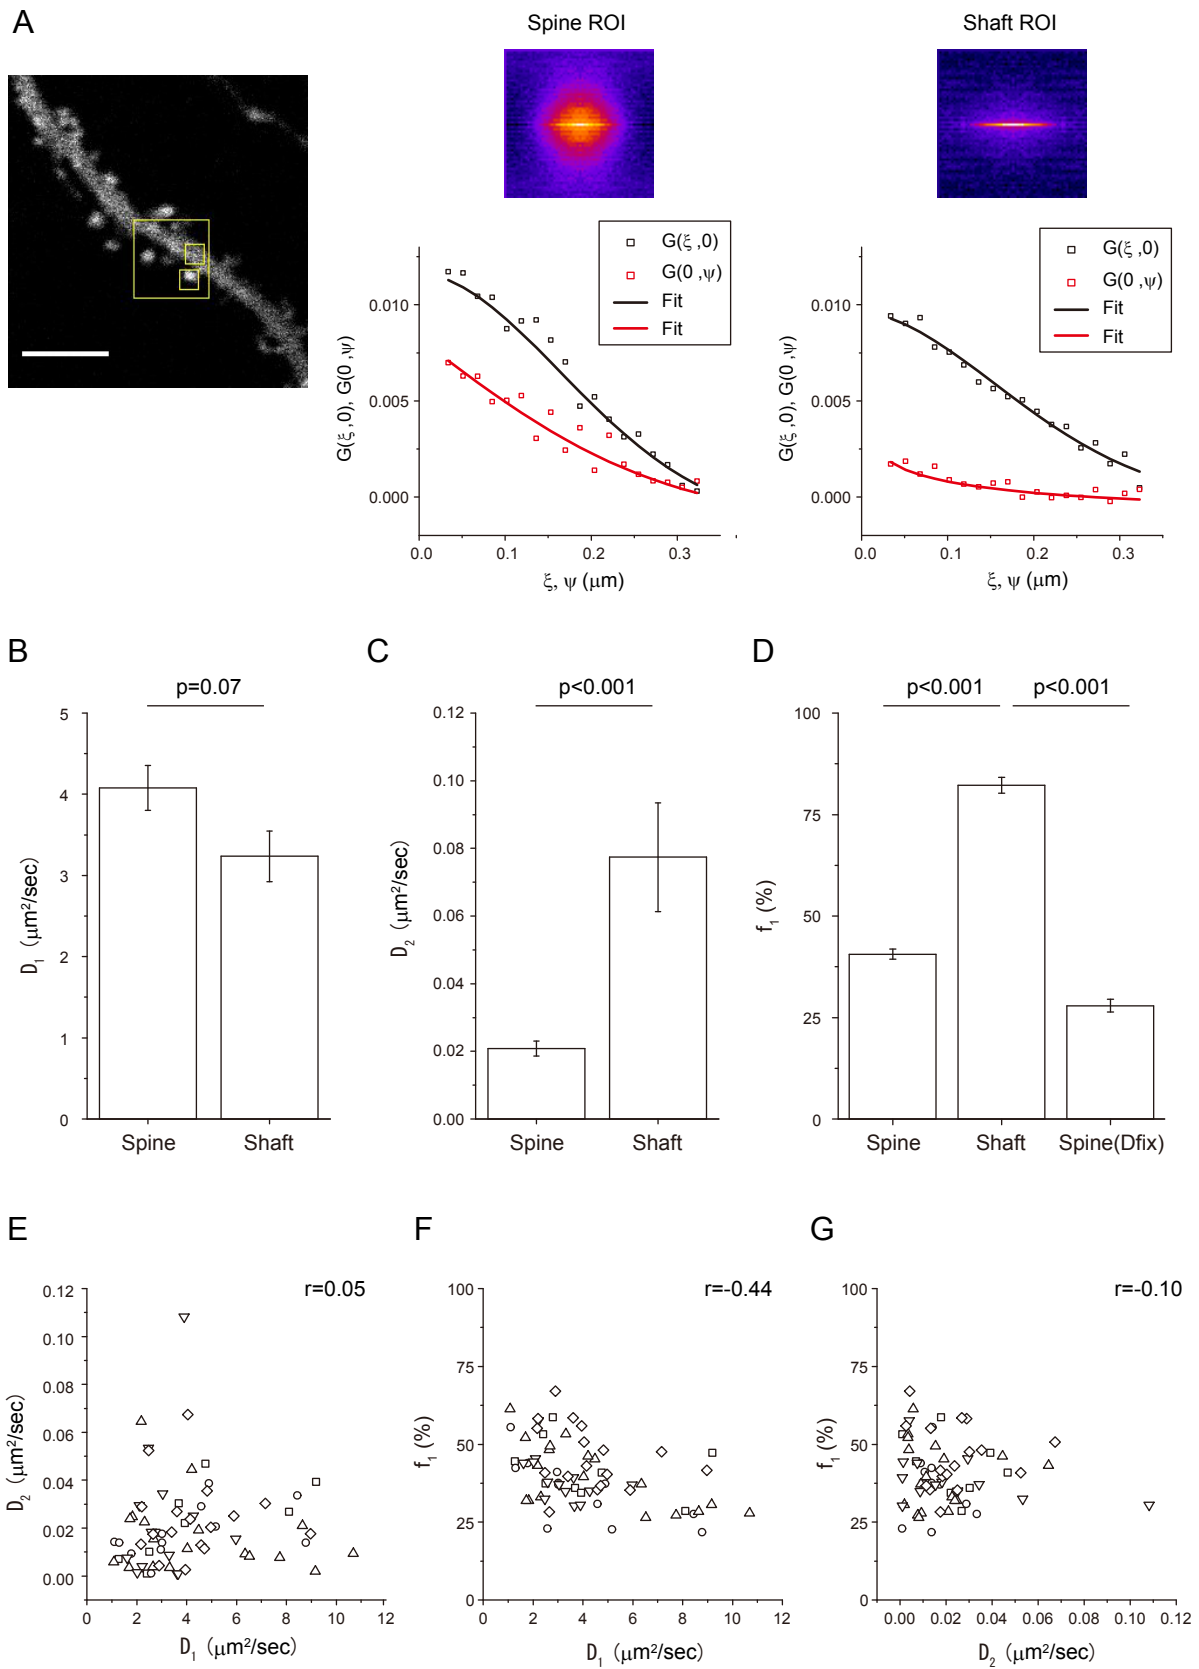 A
Spine ROI
Shaft ROI
G(ξ,0)
G(0,ψ)
Fit
Fit
G(ξ,0), G(0,ψ)
0.010
0.005
0.000
0.0
0.1
0.2
0.3
ξ, ψ (μm)
G(ξ,0)
G(0,ψ)
Fit
Fit
G(ξ,0), G(0,ψ)
0.010
0.005
0.000
0.0
0.1
0.2
0.3
ξ, ψ (μm)
B
p=0.07
D₁ (μm²/sec)
5
4
3
2
1
0
Spine
Shaft
C
p<0.001
D₂ (μm²/sec)
0.12
0.10
0.08
0.06
0.04
0.02
0.00
Spine
Shaft
D
p<0.001
p<0.001
f₁ (%)
100
75
50
25
0
Spine
Shaft
Spine(Dfix)
E
r=0.05
D₂ (μm²/sec)
0.12
0.10
0.08
0.06
0.04
0.02
0.00
0
2
4
6
8
10
12
D₁ (μm²/sec)
F
r=-0.44
f₁ (%)
100
75
50
25
0
0
2
4
6
8
10
12
D₁ (μm²/sec)
G
r=-0.10
f₁ (%)
100
75
50
25
0
0.00
0.02
0.04
0.06
0.08
0.10
0.12
D₂ (μm²/sec)